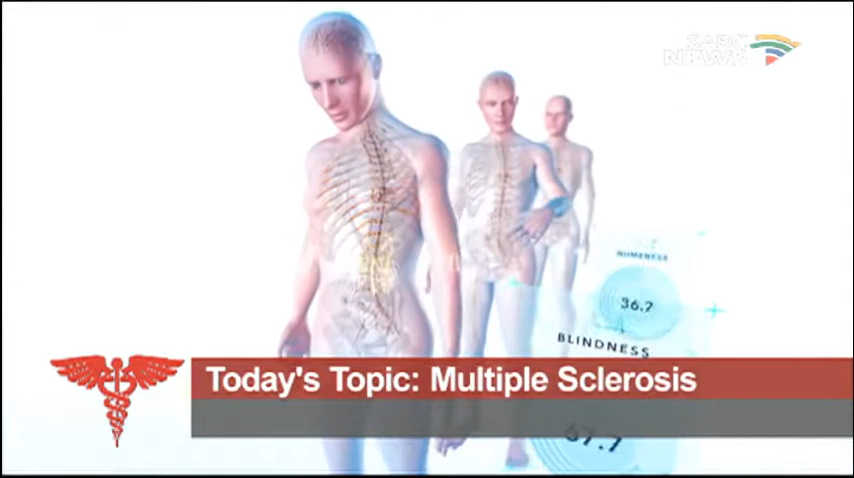 SABC
NEWS
NUMBNESS
36.7
BLINDNESS
Today's Topic: Multiple Sclerosis
67.7